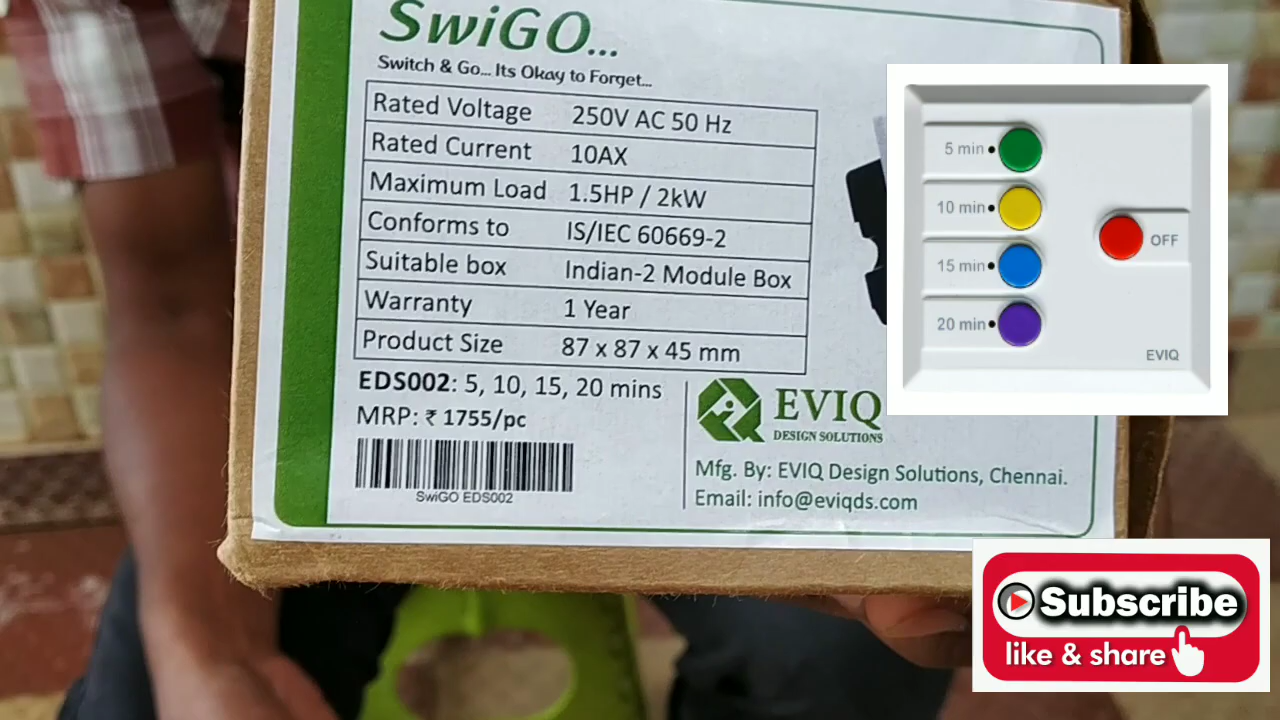 SwiGO...
Switch & Go... Its Okay to Forget...
Rated Voltage 250V AC 50 Hz
Rated Current 10AX
Maximum Load 1.5HP / 2kW
Conforms to IS/IEC 60669-2
Suitable box Indian-2 Module Box
Warranty 1 Year
Product Size 87 x 87 x 45 mm
EDS002: 5, 10, 15, 20 mins
MRP: ₹ 1755/pc
SwiGO EDS002
EVIQ
DESIGN SOLUTIONS
Mfg. By: EVIQ Design Solutions, Chennai.
Email: info@eviqds.com
5 min
10 min
15 min
20 min
OFF
EVIQ
Subscribe
like & share